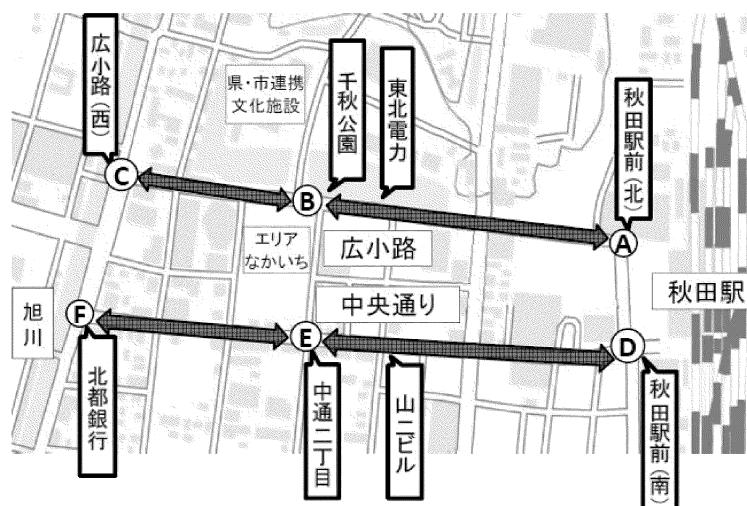 広小路(西)
県・市連携
文化施設
千秋公園
東北電力
秋田駅前(北)
C
B
A
エリア
なかいち
広小路
中央通り
秋田駅
旭川
F
E
D
北都銀行
中通二丁目
山二ビル
秋田駅前(南)